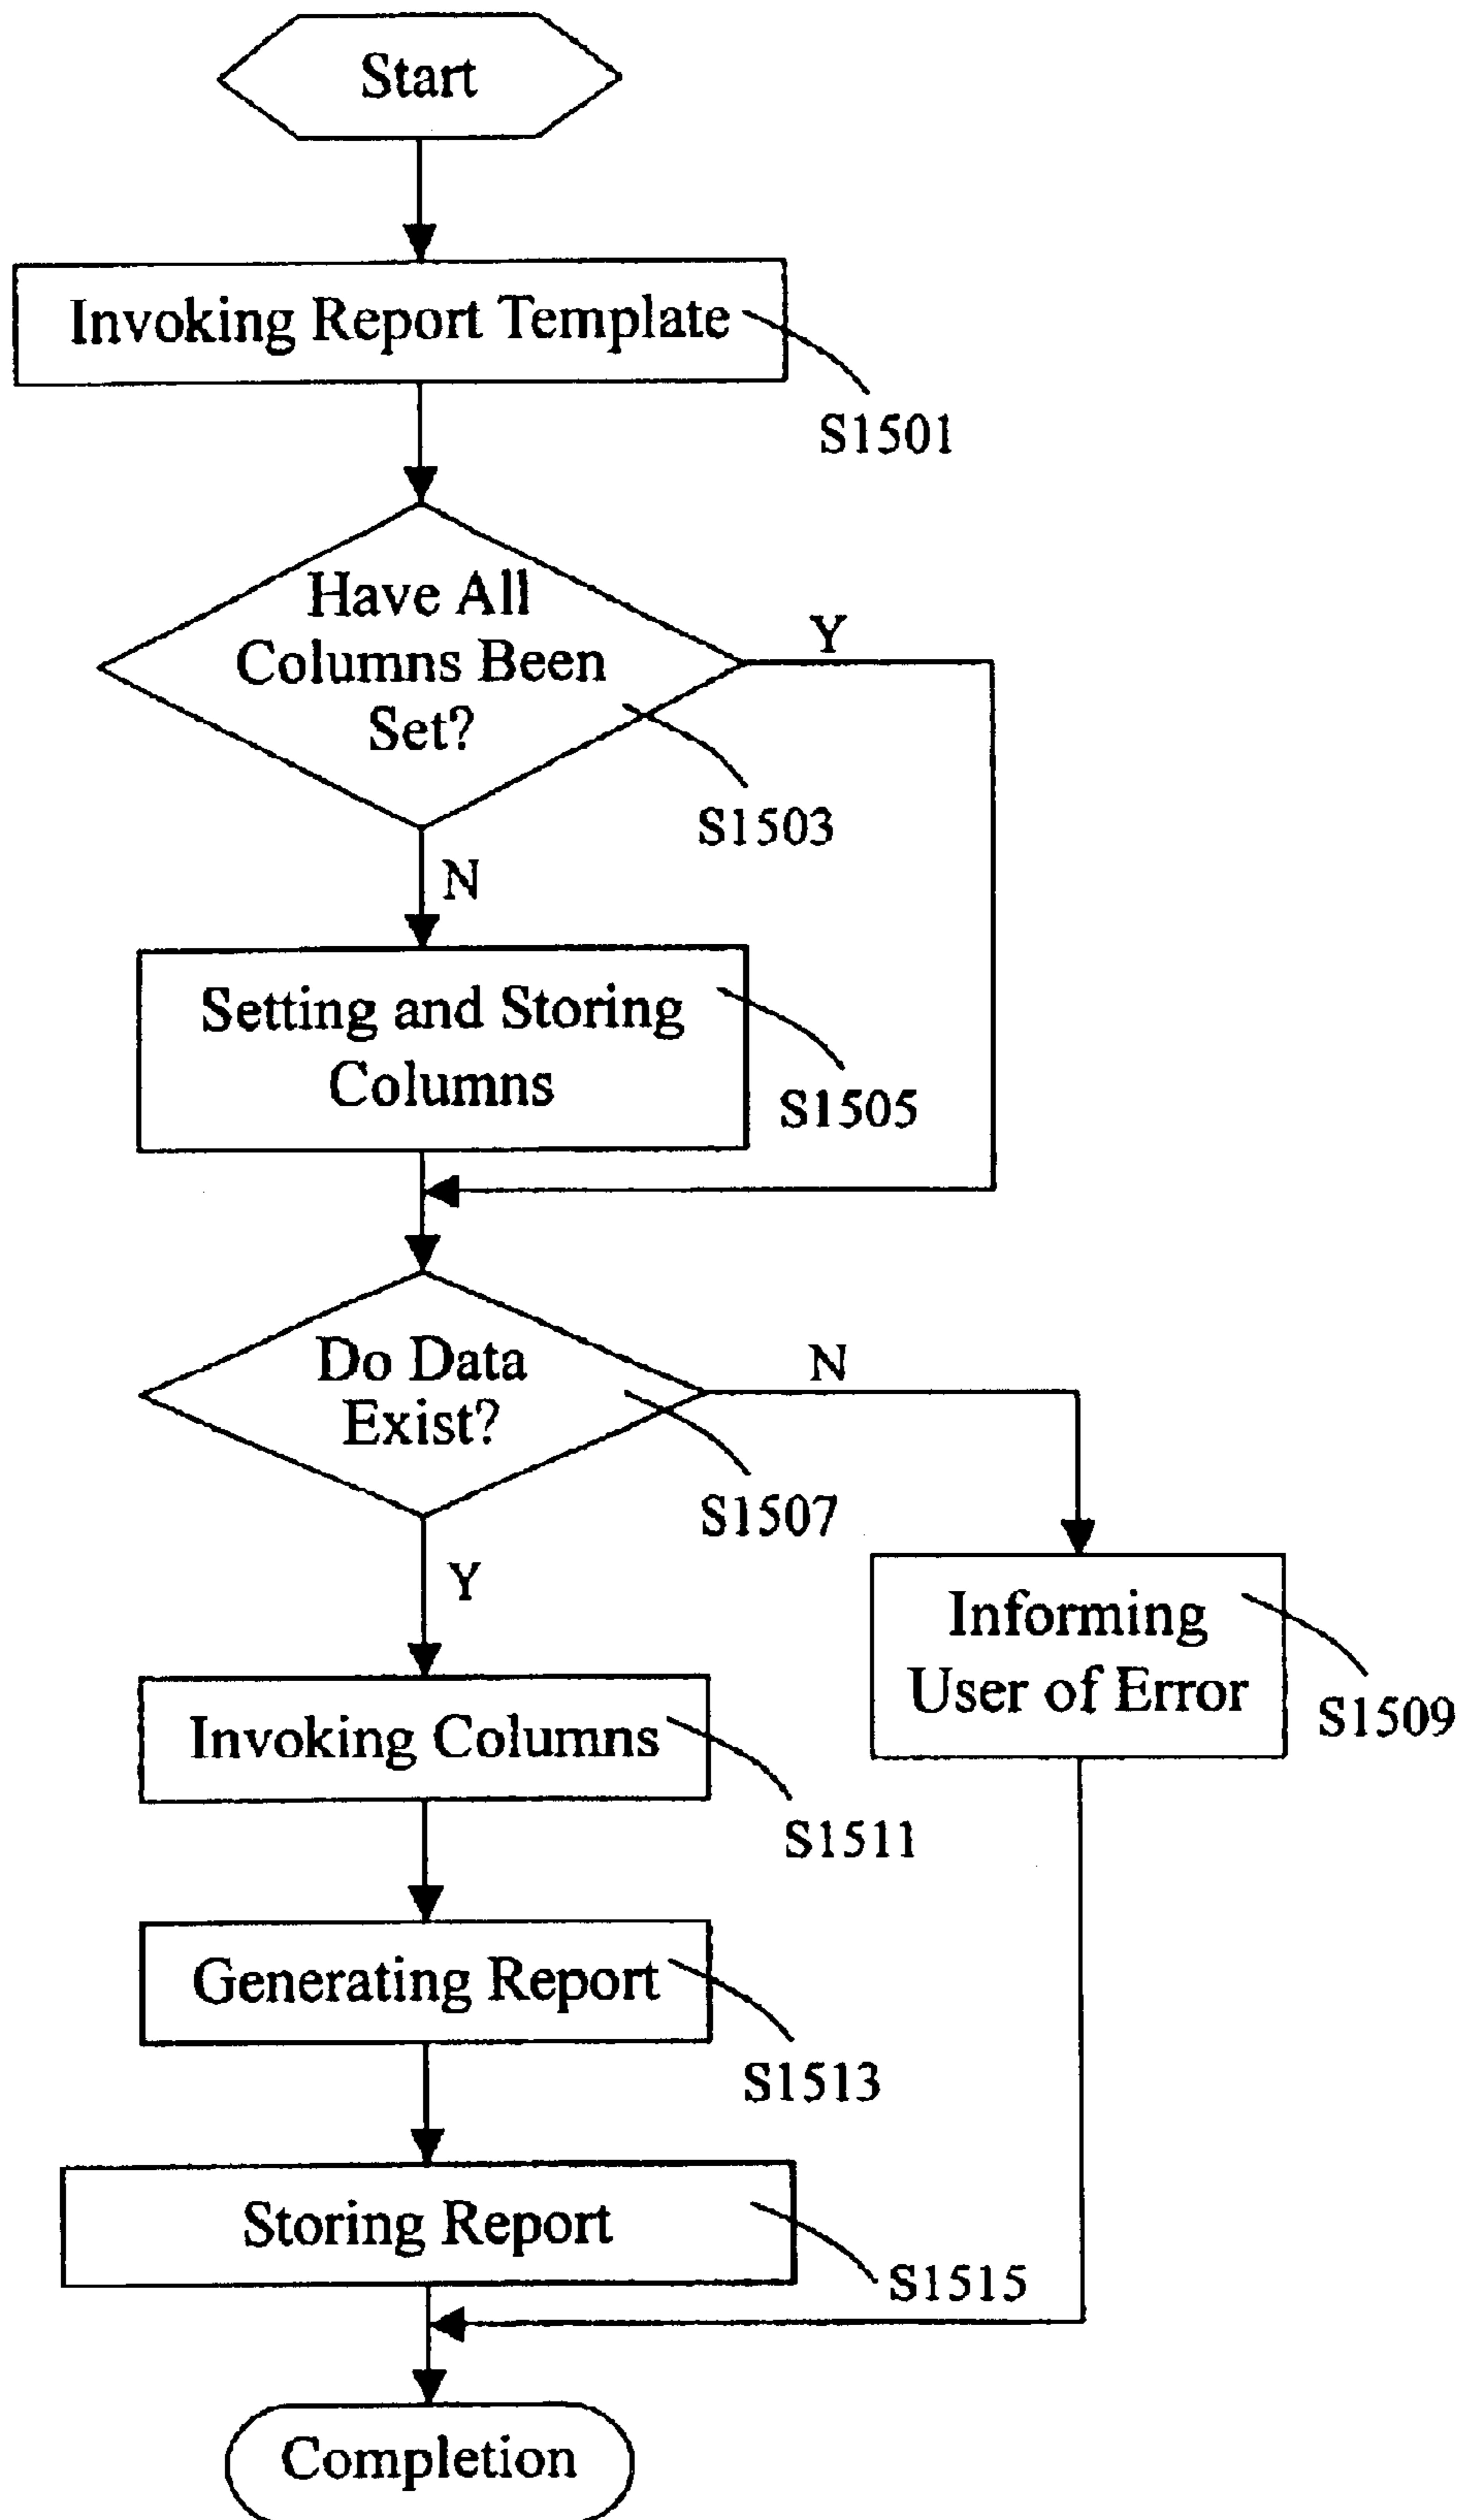 Start
Invoking Report Template
S1501
Have All
Columns Been
Set?
Y
S1503
N
Setting and Storing
Columns
S1505
Do Data
Exist?
N
S1507
Y
Informing
User of Error
S1509
Invoking Columns
S1511
Generating Report
S1513
Storing Report
S1515
Completion